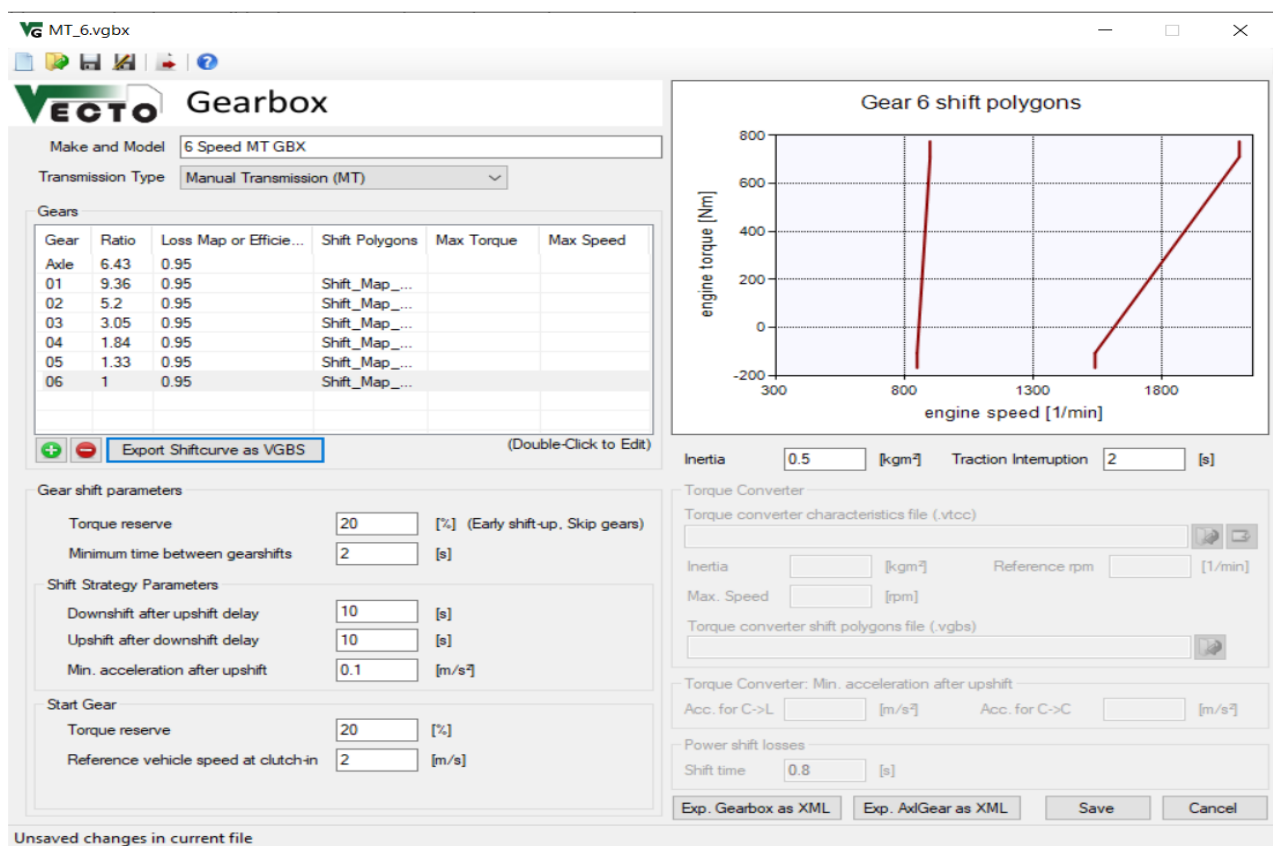 VG MT_6.vgbx
VECTO Gearbox
Make and Model 6 Speed MT GBX
Transmission Type Manual Transmission (MT)
Gears
Gear Ratio Loss Map or Efficie... Shift Polygons Max Torque Max Speed
Axle 6.43 0.95
01 9.36 0.95 Shift_Map_...
02 5.2 0.95 Shift_Map_...
03 3.05 0.95 Shift_Map_...
04 1.84 0.95 Shift_Map_...
05 1.33 0.95 Shift_Map_...
06 1 0.95 Shift_Map_...
Export Shiftcurve as VGBS (Double-Click to Edit)
Gear shift parameters
Torque reserve 20 [%] (Early shift-up, Skip gears)
Minimum time between gearshifts 2 [s]
Shift Strategy Parameters
Downshift after upshift delay 10 [s]
Upshift after downshift delay 10 [s]
Min. acceleration after upshift 0.1 [m/s²]
Start Gear
Torque reserve 20 [%]
Reference vehicle speed at clutch-in 2 [m/s]
Gear 6 shift polygons
engine torque [Nm]
800
600
400
200
0
-200
300 800 1300 1800
engine speed [1/min]
Inertia 0.5 [kgm²] Traction Interruption 2 [s]
Torque Converter
Torque converter characteristics file (.vtcc)
Inertia [kgm²] Reference rpm [1/min]
Max. Speed [rpm]
Torque converter shift polygons file (.vgbs)
Torque Converter: Min. acceleration after upshift
Acc. for C->L [m/s²] Acc. for C->C [m/s²]
Power shift losses
Shift time 0.8 [s]
Exp. Gearbox as XML Exp. AxlGear as XML Save Cancel
Unsaved changes in current file